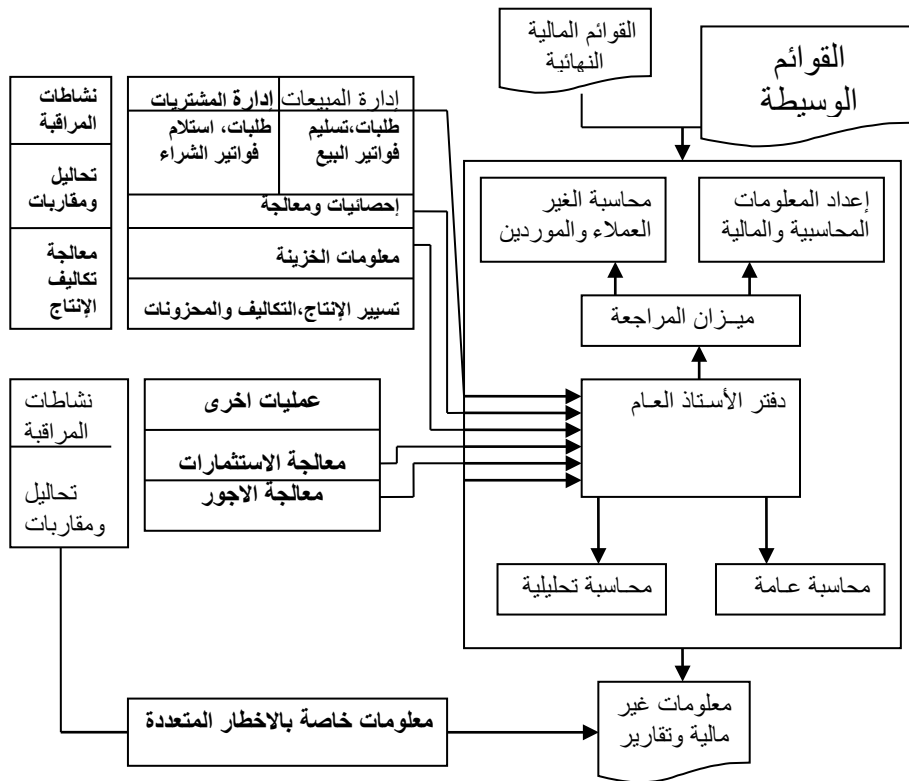 القوائم المالية
النهائية
القوائم
الوسيطة
نشاطات
المراقبة
تحاليل
ومقاربات
معالجة
تكاليف
الإنتاج
إدارة المبيعات
طلبات،تسليم
فواتير البيع
إدارة المشتريات
طلبات، استلام
فواتير الشراء
إحصائيات ومعالجة
معلومات الخزينة
تسيير الإنتاج،التكاليف والمحزونات
إعداد المعلومات
المحاسبية والمالية
محاسبة الغير
العملاء والموردين
ميـزان المراجعة
دفتر الأستاذ العـام
محاسبة عـامة
محـاسبة تحليلية
نشاطات
المراقبة
تحاليل
ومقاربات
عمليات اخرى
معالجة الاستثمارات
معالجة الاجور
معلومات خاصة بالاخطار المتعددة
معلومات غير
مالية وتقارير